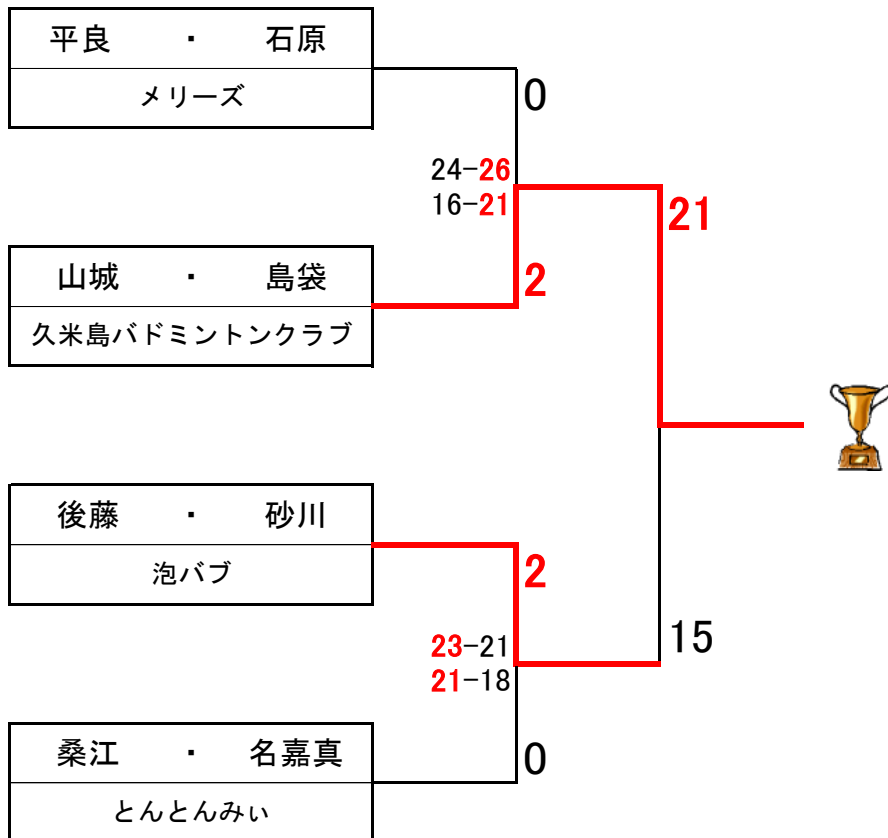 平良 ・ 石原
メリーズ
0
24-26
16-21
21
山城 ・ 島袋
久米島バドミントンクラブ
2
後藤 ・ 砂川
泡バブ
2
23-21
21-18
15
桑江 ・ 名嘉真
とんとんみぃ
0